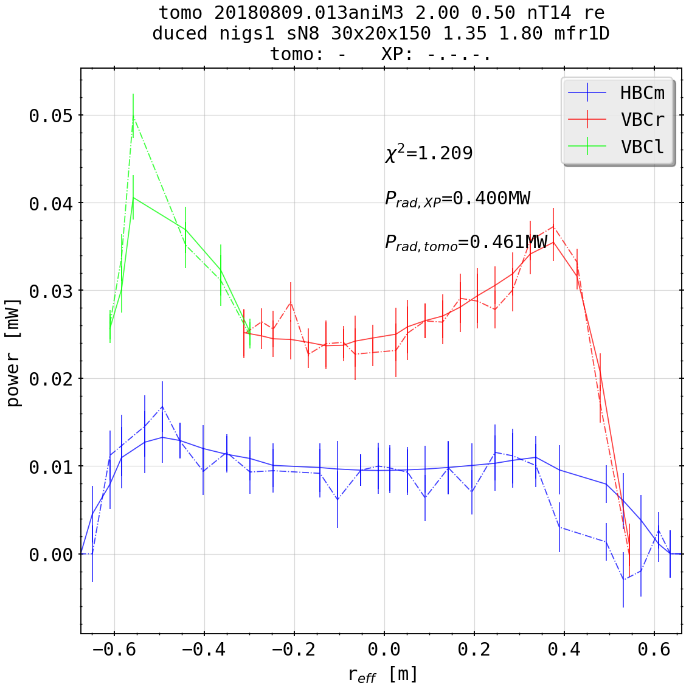 tomo 20180809.013aniM3 2.00 0.50 nT14 re
duced nigs1 sN8 30x20x150 1.35 1.80 mfr1D
tomo: - XP: -.-.-.
HBCm
VBCr
VBCl
χ²=1.209
P_rad,XP=0.400MW
P_rad,tomo=0.461MW
power [mW]
0.05
0.04
0.03
0.02
0.01
0.00
−0.6 −0.4 −0.2 0.0 0.2 0.4 0.6
r_eff [m]